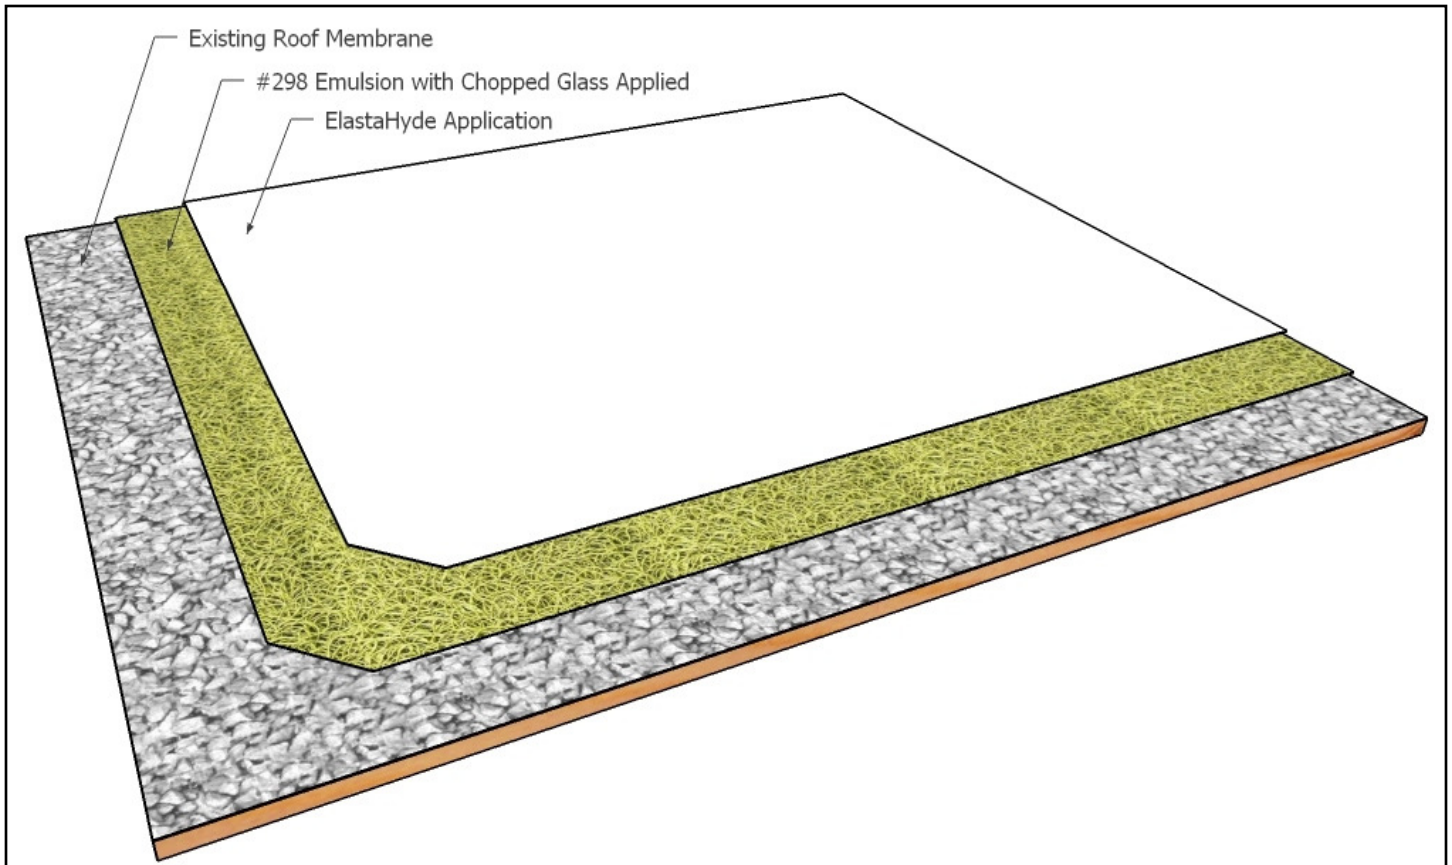 Existing Roof Membrane
#298 Emulsion with Chopped Glass Applied
ElastaHyde Application